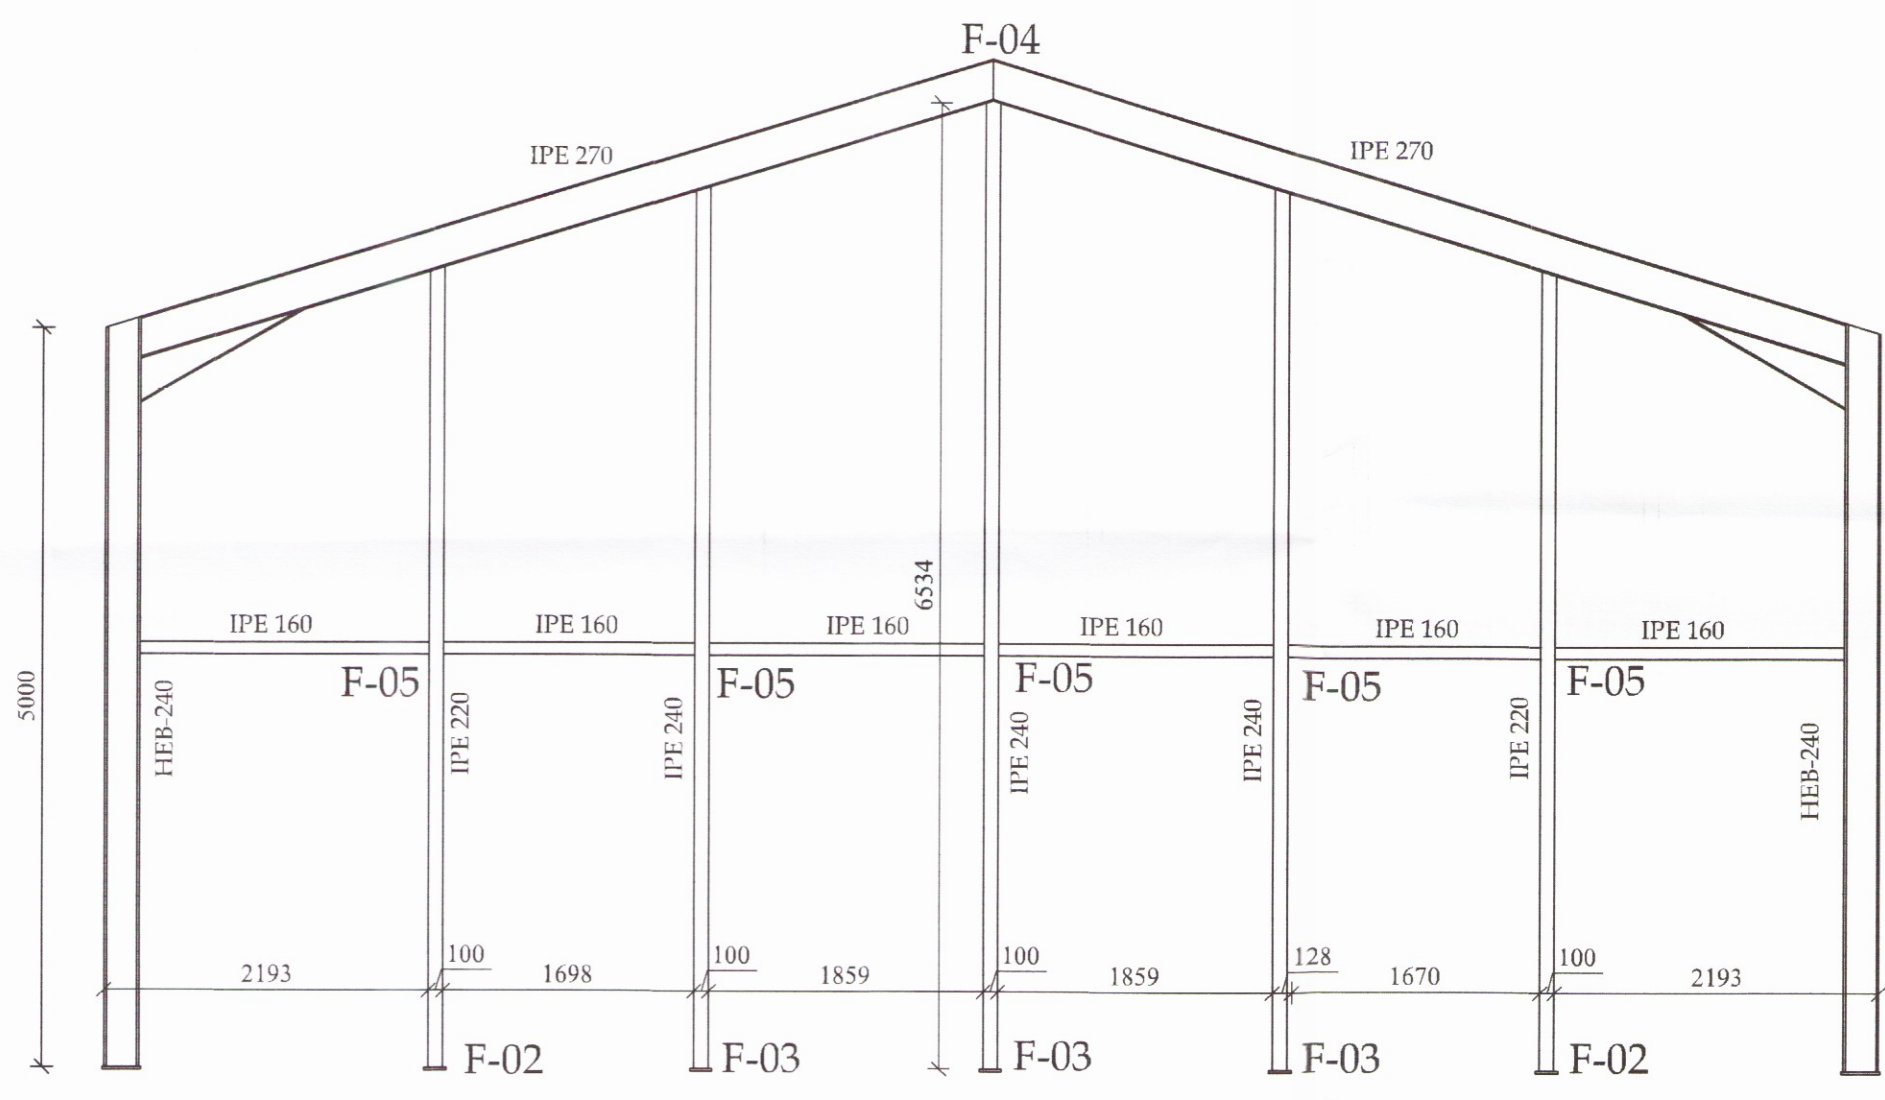 F-04
IPE 270
IPE 270
6534
5000
IPE 160
IPE 160
IPE 160
IPE 160
IPE 160
IPE 160
F-05
F-05
F-05
F-05
F-05
HEB-240
IPE 220
IPE 240
IPE 240
IPE 240
IPE 220
HEB-240
100
100
100
128
100
2193
1698
1859
1859
1670
2193
F-02
F-03
F-03
F-03
F-02